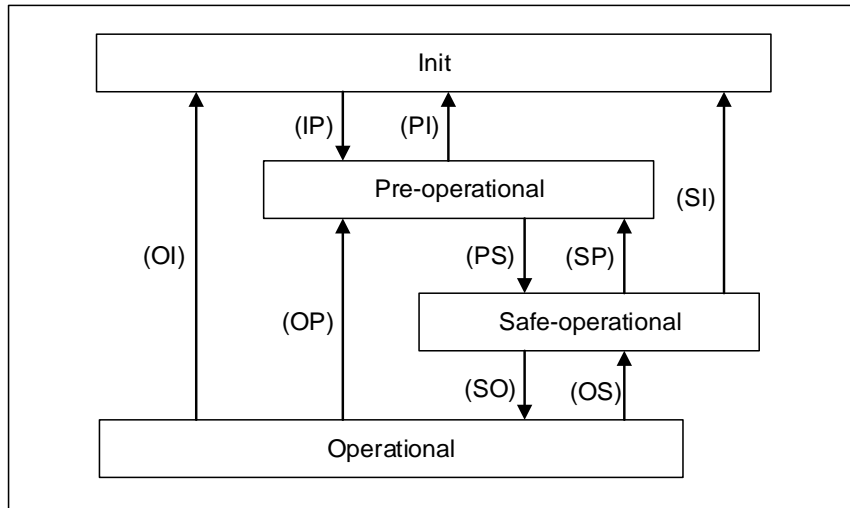 Init
(IP)
(PI)
Pre-operational
(SI)
(OI)
(PS)
(SP)
(OP)
Safe-operational
(SO)
(OS)
Operational